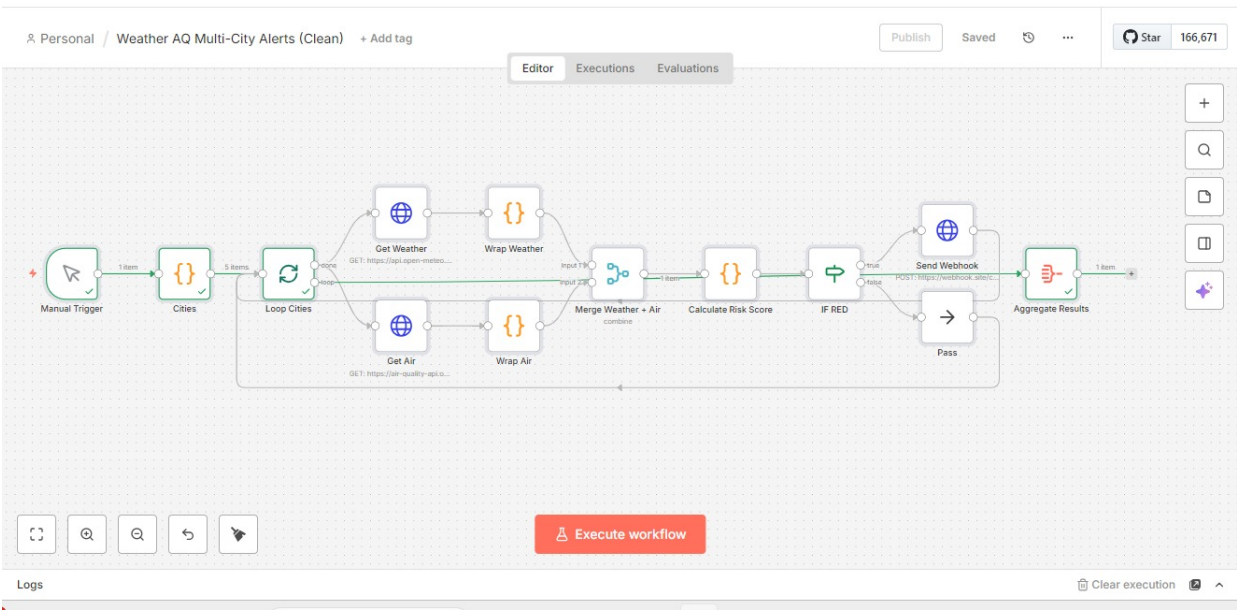 Personal / Weather AQ Multi-City Alerts (Clean) + Add tag
Publish Saved ... Star 166,671
Editor Executions Evaluations
Get Weather
GET: https://api.open-meteo....
Wrap Weather
1 item
5 items
done
loop
Input 1
Input 2
1 item
true
false
Send Webhook
POST: https://webhook.site/c...
1 item
Manual Trigger
Cities
Loop Cities
Merge Weather + Air
combine
Calculate Risk Score
IF RED
Aggregate Results
Get Air
GET: https://air-quality-api.o...
Wrap Air
Pass
Execute workflow
Logs
Clear execution